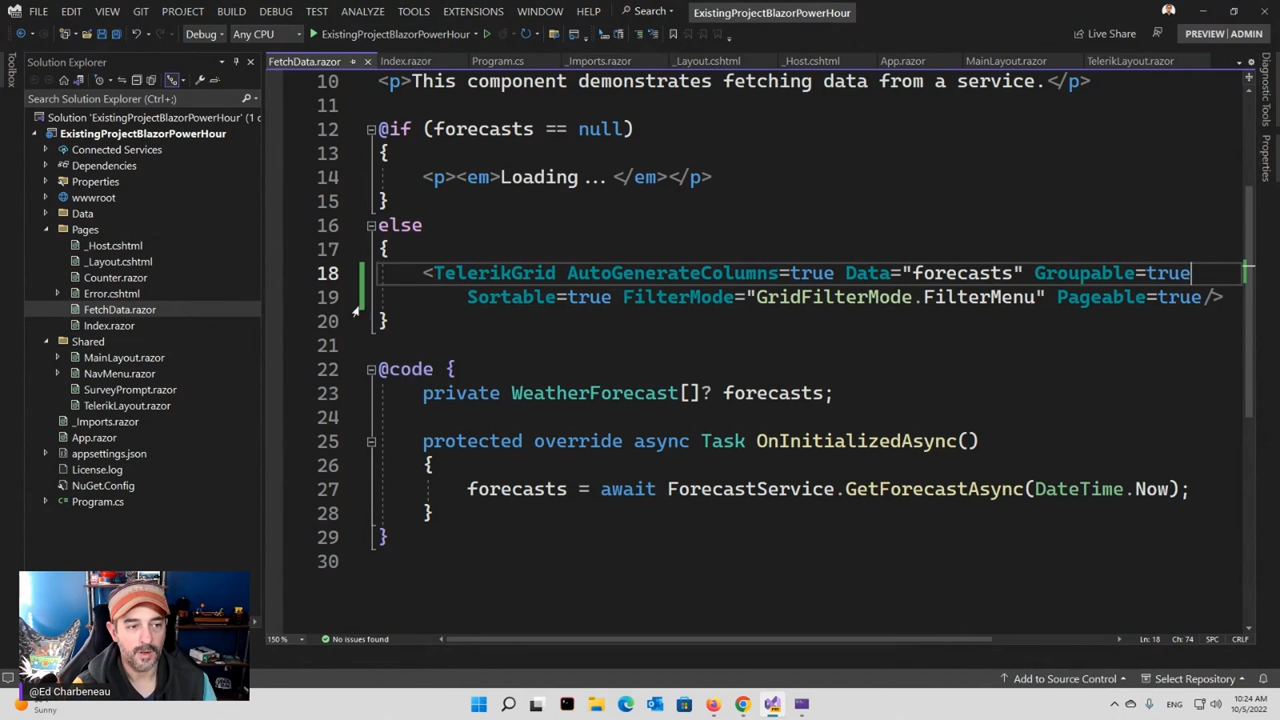 FILE EDIT VIEW GIT PROJECT BUILD DEBUG TEST ANALYZE TOOLS EXTENSIONS WINDOW HELP Search ExistingProjectBlazorPowerHour
Debug Any CPU ExistingProjectBlazorPowerHour Live Share PREVIEW | ADMIN
Toolbox
Solution Explorer
Search Solution Explorer (Ctrl+;)
Solution 'ExistingProjectBlazorPowerHour' (1 c
ExistingProjectBlazorPowerHour
Connected Services
Dependencies
Properties
wwwroot
Data
Pages
_Host.cshtml
_Layout.cshtml
Counter.razor
Error.cshtml
FetchData.razor
Index.razor
Shared
MainLayout.razor
NavMenu.razor
SurveyPrompt.razor
TelerikLayout.razor
_Imports.razor
App.razor
appsettings.json
License.log
NuGet.Config
Program.cs
FetchData.razor Index.razor Program.cs _Imports.razor _Layout.cshtml _Host.cshtml App.razor MainLayout.razor TelerikLayout.razor
10 <p>This component demonstrates fetching data from a service.</p>
11
12 @if (forecasts == null)
13 {
14 <p><em>Loading...</em></p>
15 }
16 else
17 {
18 <TelerikGrid AutoGenerateColumns=true Data="forecasts" Groupable=true
19 Sortable=true FilterMode="GridFilterMode.FilterMenu" Pageable=true/>
20 }
21
22 @code {
23 private WeatherForecast[]? forecasts;
24
25 protected override async Task OnInitializedAsync()
26 {
27 forecasts = await ForecastService.GetForecastAsync(DateTime.Now);
28 }
29 }
30
Diagnostic Tools
Properties
150 % No issues found Ln: 18 Ch: 74 SPC CRLF
Add to Source Control Select Repository
@Ed Charbeneau
Sunny
ENG 10:24 AM
10/5/2022